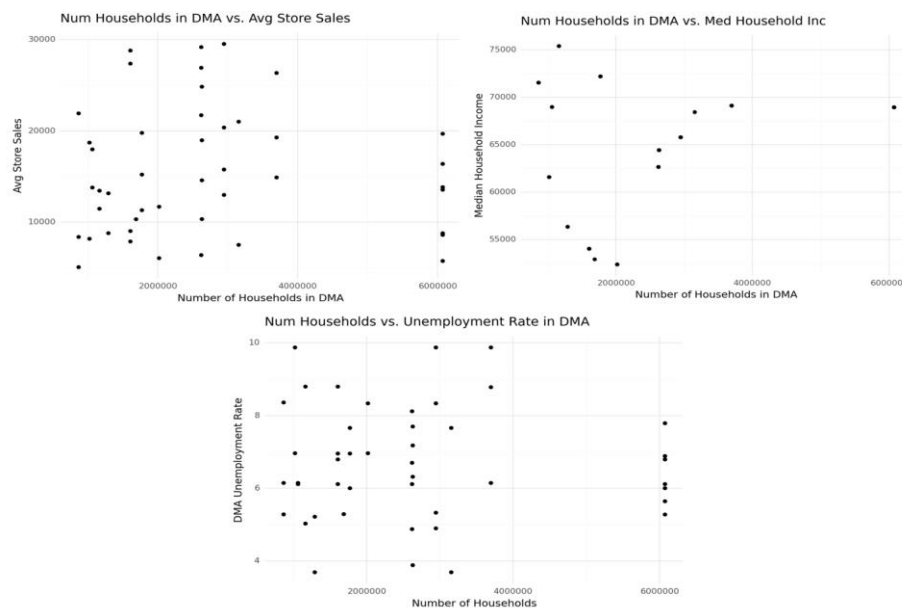 Num Households in DMA vs. Avg Store Sales
30000
20000
10000
Avg Store Sales
2000000 4000000 6000000
Number of Households in DMA
Num Households in DMA vs. Med Household Inc
75000
70000
65000
60000
55000
Median Household Income
2000000 4000000 600000
Number of Households in DMA
Num Households vs. Unemployment Rate in DMA
10
8
6
4
DMA Unemployment Rate
2000000 4000000 6000000
Number of Households